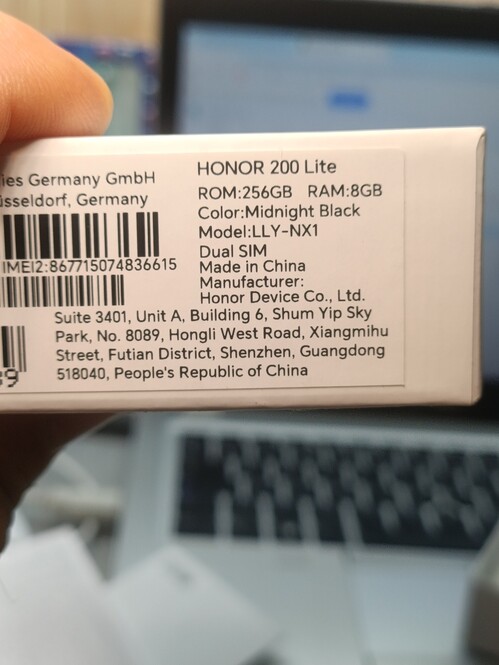 ies Germany GmbH
üsseldorf, Germany
IMEI2:867715074836615
9
HONOR 200 Lite
ROM:256GB RAM:8GB
Color:Midnight Black
Model:LLY-NX1
Dual SIM
Made in China
Manufacturer:
Honor Device Co., Ltd.
Suite 3401, Unit A, Building 6, Shum Yip Sky
Park, No. 8089, Hongli West Road, Xiangmihu
Street, Futian District, Shenzhen, Guangdong
518040, People's Republic of China